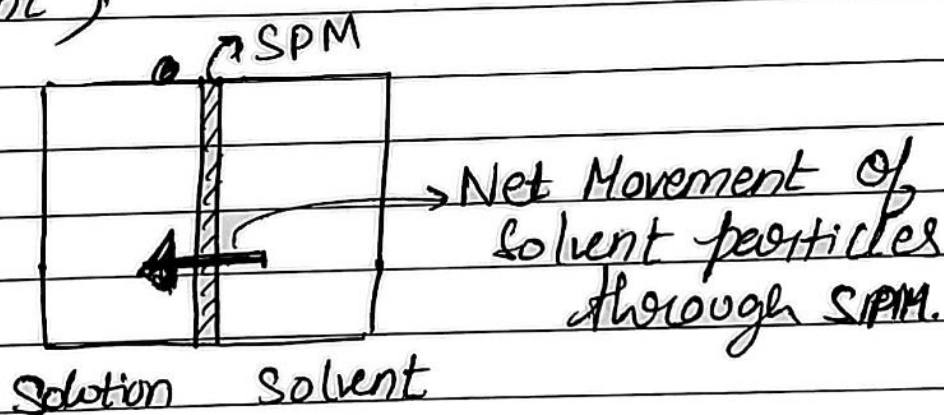 SPM
Net Movement of
solvent particles
through SPM.
Solution Solvent